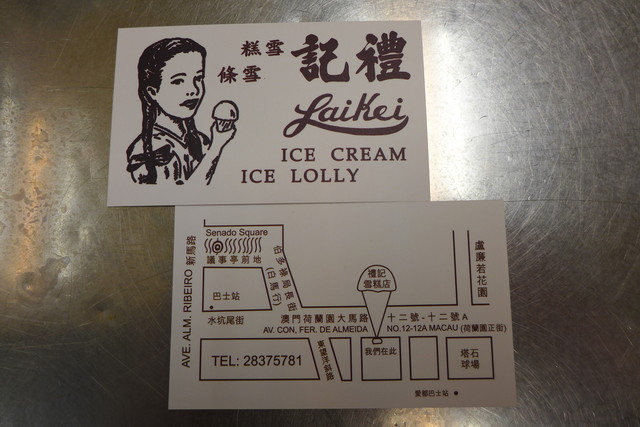 糕雪
條雪
記禮
LaiKei
ICE CREAM
ICE LOLLY
Senado Square
議事亭前地
AVE. ALM. RIBEIRO 新馬路
巴士站
水坑尾街
伯多祿局長街
(白馬行)
禮記
雪糕店
盧廉若花園
澳門荷蘭園大馬路 十二號-十二號A
AV. CON, FER. DE ALMEIDA NO.12-12A MACAU (荷蘭園正街)
TEL: 28375781
東望洋斜路
我們在此
塔石
球場
愛都巴士站